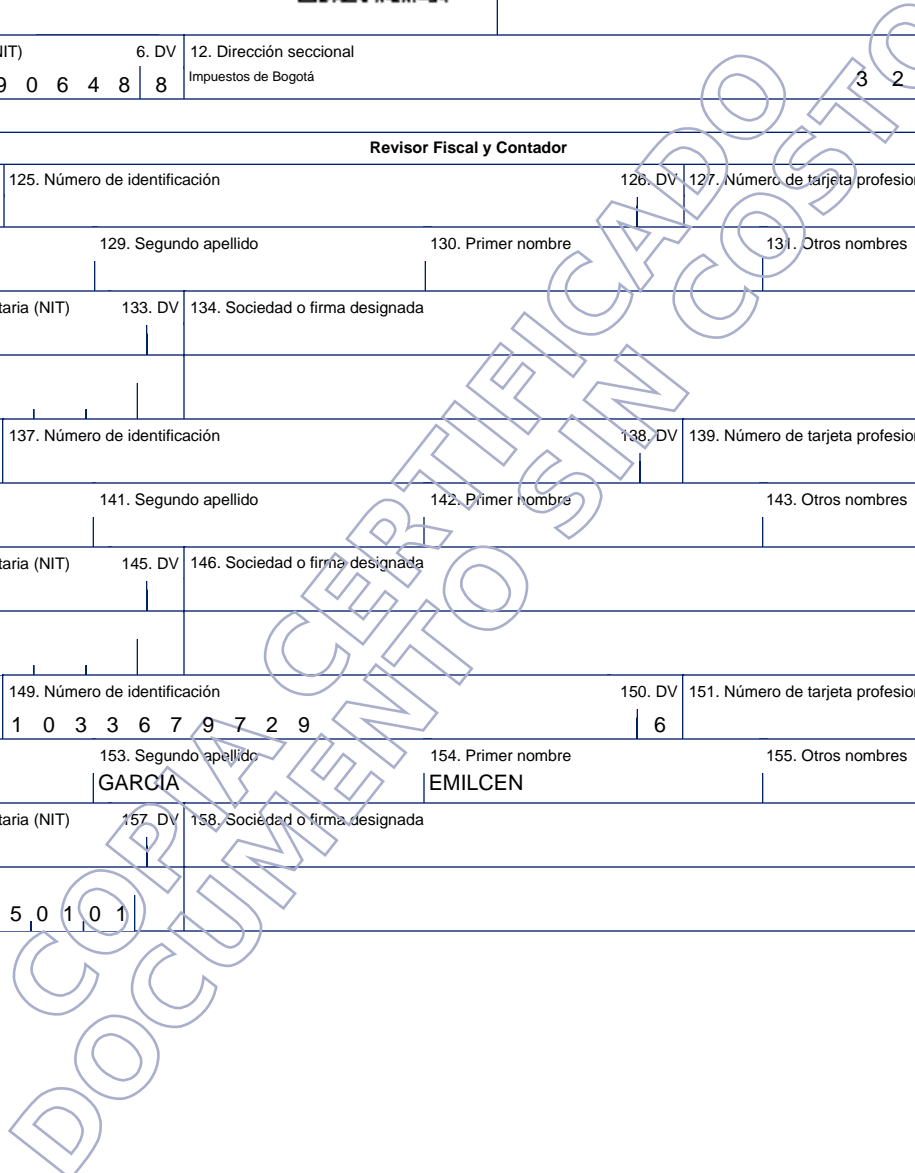 NIT) 6. DV 12. Dirección seccional
9 0 6 4 8 8 Impuestos de Bogotá 3 2
Revisor Fiscal y Contador
125. Número de identificación 126. DV 127. Número de tarjeta profesion
129. Segundo apellido 130. Primer nombre 131. Otros nombres
taria (NIT) 133. DV 134. Sociedad o firma designada
137. Número de identificación 138. DV 139. Número de tarjeta profesion
141. Segundo apellido 142. Primer nombre 143. Otros nombres
taria (NIT) 145. DV 146. Sociedad o firma designada
149. Número de identificación 150. DV 151. Número de tarjeta profesion
1 0 3 3 6 7 9 7 2 9 6
153. Segundo apellido 154. Primer nombre 155. Otros nombres
GARCIA EMILCEN
taria (NIT) 157. DV 158. Sociedad o firma designada
5 0 1 0 1
COPIA CERTIFICADO
DOCUMENTO SIN COSTO